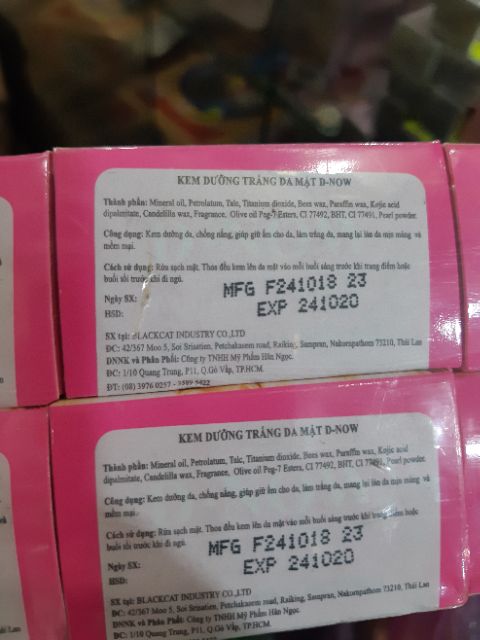 KEM DƯỠNG TRẮNG DA MẶT D-NOW
Thành phần: Mineral oil, Petrolatum, Talc, Titanium dioxide, Bees wax, Paraffin wax, Kojic acid
dipalmitate, Candelilla wax, Fragrance, Olive oil Peg-7 Esters, CI 77492, BHT, CI 77491, Pearl powder.
Công dụng: Kem dưỡng da, chống nắng, giúp giữ ẩm cho da, làm trắng da, mang lại làn da mịn màng và
mềm mại.
Cách sử dụng: Rửa sạch mặt. Thoa đều kem lên da mặt vào mỗi buổi sáng trước khi trang điểm hoặc
buổi tối trước khi đi ngủ.
Ngày SX: MFG F241018 23
HSD: EXP 241020
SX tại: BLACKCAT INDUSTRY CO.,LTD
ĐC: 42/367 Moo 5, Soi Srisatien, Petchakasem road, Raiking, Sampran, Nakornpathom 73210, Thái Lan
DNNK và Phân Phối: Công ty TNHH Mỹ Phẩm Hân Ngọc.
ĐC: 1/10 Quang Trung, P11, Q.Gò Vấp, TP.HCM.
ĐT: (08) 3976 0257 - 3589 5422
KEM DƯỠNG TRẮNG DA MẶT D-NOW
Thành phần: Mineral oil, Petrolatum, Talc, Titanium dioxide, Bees wax, Paraffin wax, Kojic acid
dipalmitate, Candelilla wax, Fragrance, Olive oil Peg-7 Esters, CI 77492, BHT, CI 77491, Pearl powder.
Công dụng: Kem dưỡng da, chống nắng, giúp giữ ẩm cho da, làm trắng da, mang lại làn da mịn màng và
mềm mại.
Cách sử dụng: Rửa sạch mặt. Thoa đều kem lên da mặt vào mỗi buổi sáng trước khi trang điểm hoặc
buổi tối trước khi đi ngủ.
Ngày SX: MFG F241018 23
HSD: EXP 241020
SX tại: BLACKCAT INDUSTRY CO.,LTD
ĐC: 42/367 Moo 5, Soi Srisatien, Petchakasem road, Raiking, Sampran, Nakornpathom 73210, Thái Lan
DNNK và Phân Phối: Công ty TNHH Mỹ Phẩm Hân Ngọc.
ĐC: 1/10 Quang Trung, P11, Q.Gò Vấp, TP.HCM.